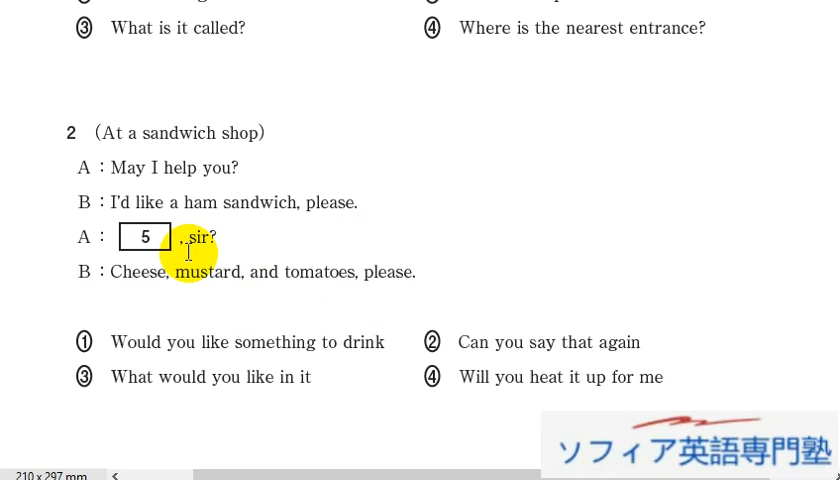 ③ What is it called?
④ Where is the nearest entrance?
2 (At a sandwich shop)
A : May I help you?
B : I'd like a ham sandwich, please.
A : 5 , sir?
B : Cheese, mustard, and tomatoes, please.
① Would you like something to drink
② Can you say that again
③ What would you like in it
④ Will you heat it up for me
ソフィア英語専門塾
210 x 297 mm